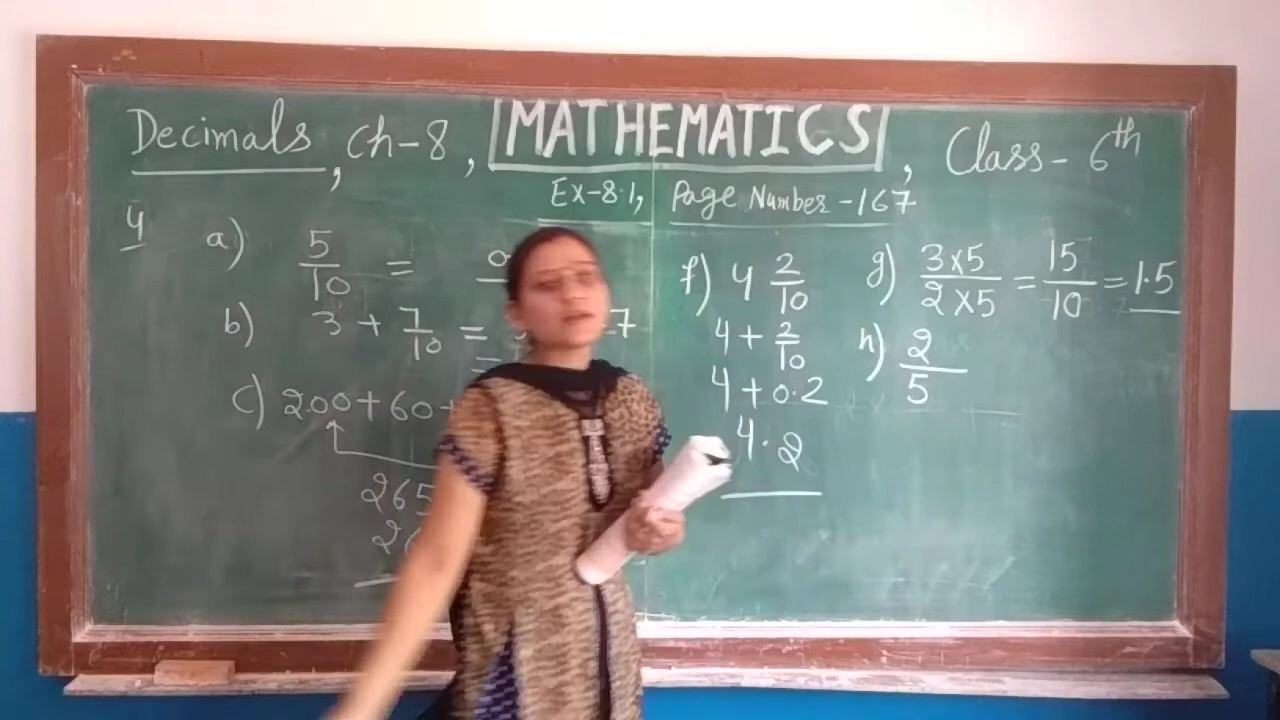 Decimals, Ch-8, MATHEMATICS, Class- 6th
Ex-8.1, Page Number -167
4
a) 5/10 =
b) 3 + 7/10 = 7
=
c) 200+60+
265
f) 4 2/10
4 + 2/10
4 + 0.2
4.2
g) 3x5/2x5 = 15/10 = 1.5
h) 2/5